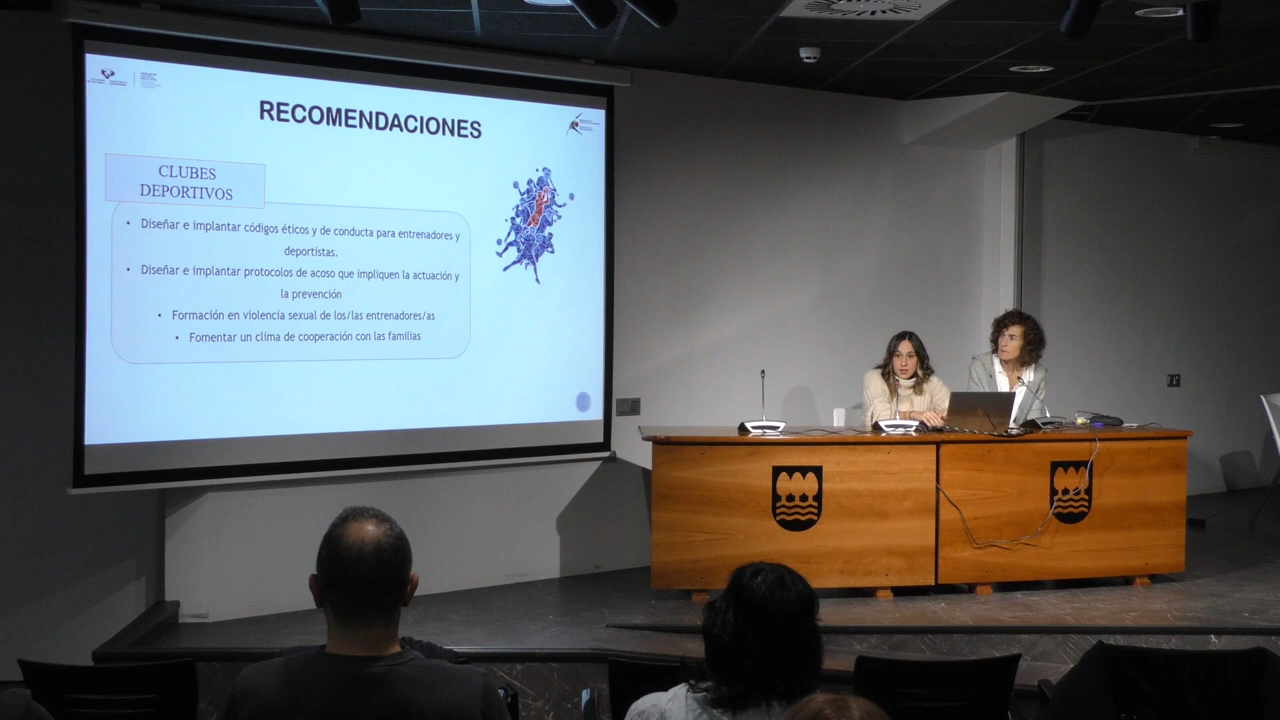 RECOMENDACIONES
CLUBES
DEPORTIVOS
• Diseñar e implantar códigos éticos y de conducta para entrenadores y
deportistas.
• Diseñar e implantar protocolos de acoso que impliquen la actuación y
la prevención
• Formación en violencia sexual de los/las entrenadores/as
• Fomentar un clima de cooperación con las familias